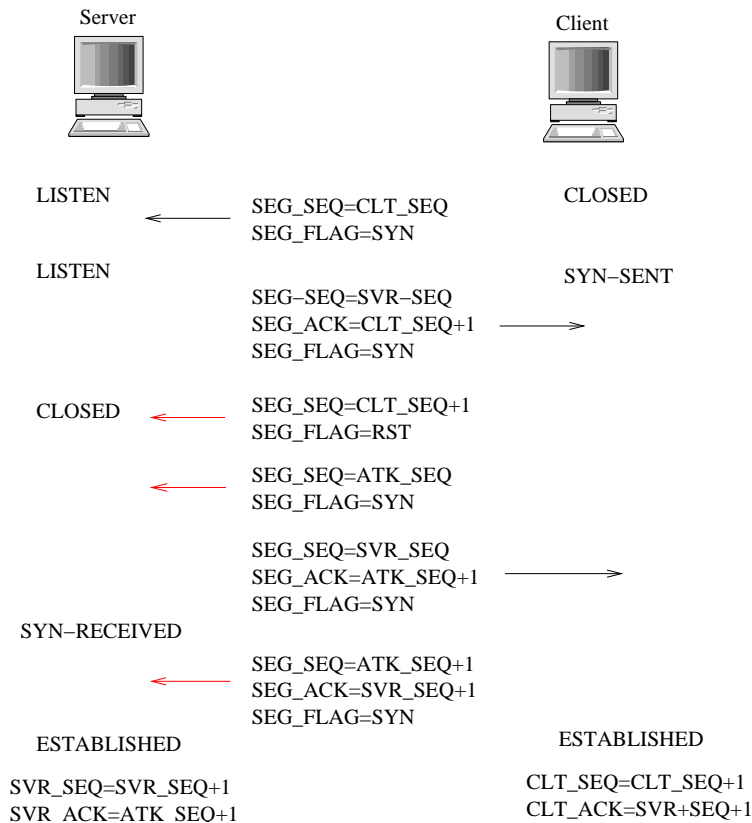 Server
Client
LISTEN
CLOSED
SEG_SEQ=CLT_SEQ
SEG_FLAG=SYN
LISTEN
SYN−SENT
SEG−SEQ=SVR−SEQ
SEG_ACK=CLT_SEQ+1
SEG_FLAG=SYN
CLOSED
SEG_SEQ=CLT_SEQ+1
SEG_FLAG=RST
SEG_SEQ=ATK_SEQ
SEG_FLAG=SYN
SEG_SEQ=SVR_SEQ
SEG_ACK=ATK_SEQ+1
SEG_FLAG=SYN
SYN−RECEIVED
SEG_SEQ=ATK_SEQ+1
SEG_ACK=SVR_SEQ+1
SEG_FLAG=SYN
ESTABLISHED
ESTABLISHED
SVR_SEQ=SVR_SEQ+1
SVR_ACK=ATK_SEQ+1
CLT_SEQ=CLT_SEQ+1
CLT_ACK=SVR+SEQ+1